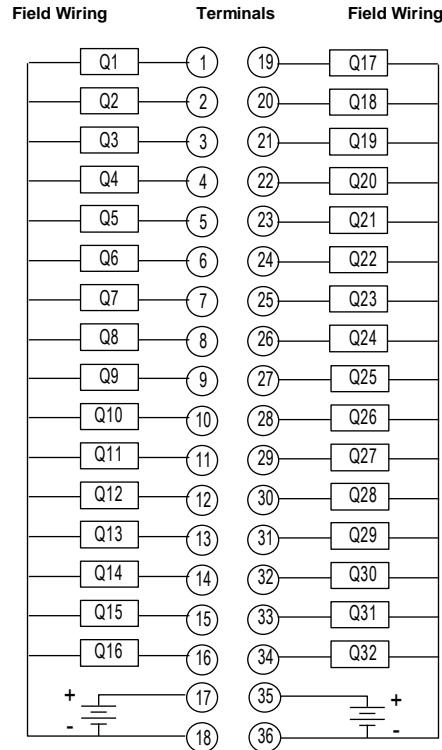 Field Wiring Terminals Field Wiring
Q1 1 19 Q17
Q2 2 20 Q18
Q3 3 21 Q19
Q4 4 22 Q20
Q5 5 23 Q21
Q6 6 24 Q22
Q7 7 25 Q23
Q8 8 26 Q24
Q9 9 27 Q25
Q10 10 28 Q26
Q11 11 29 Q27
Q12 12 30 Q28
Q13 13 31 Q29
Q14 14 32 Q30
Q15 15 33 Q31
Q16 16 34 Q32
+ 17 35 +
- 18 36 -